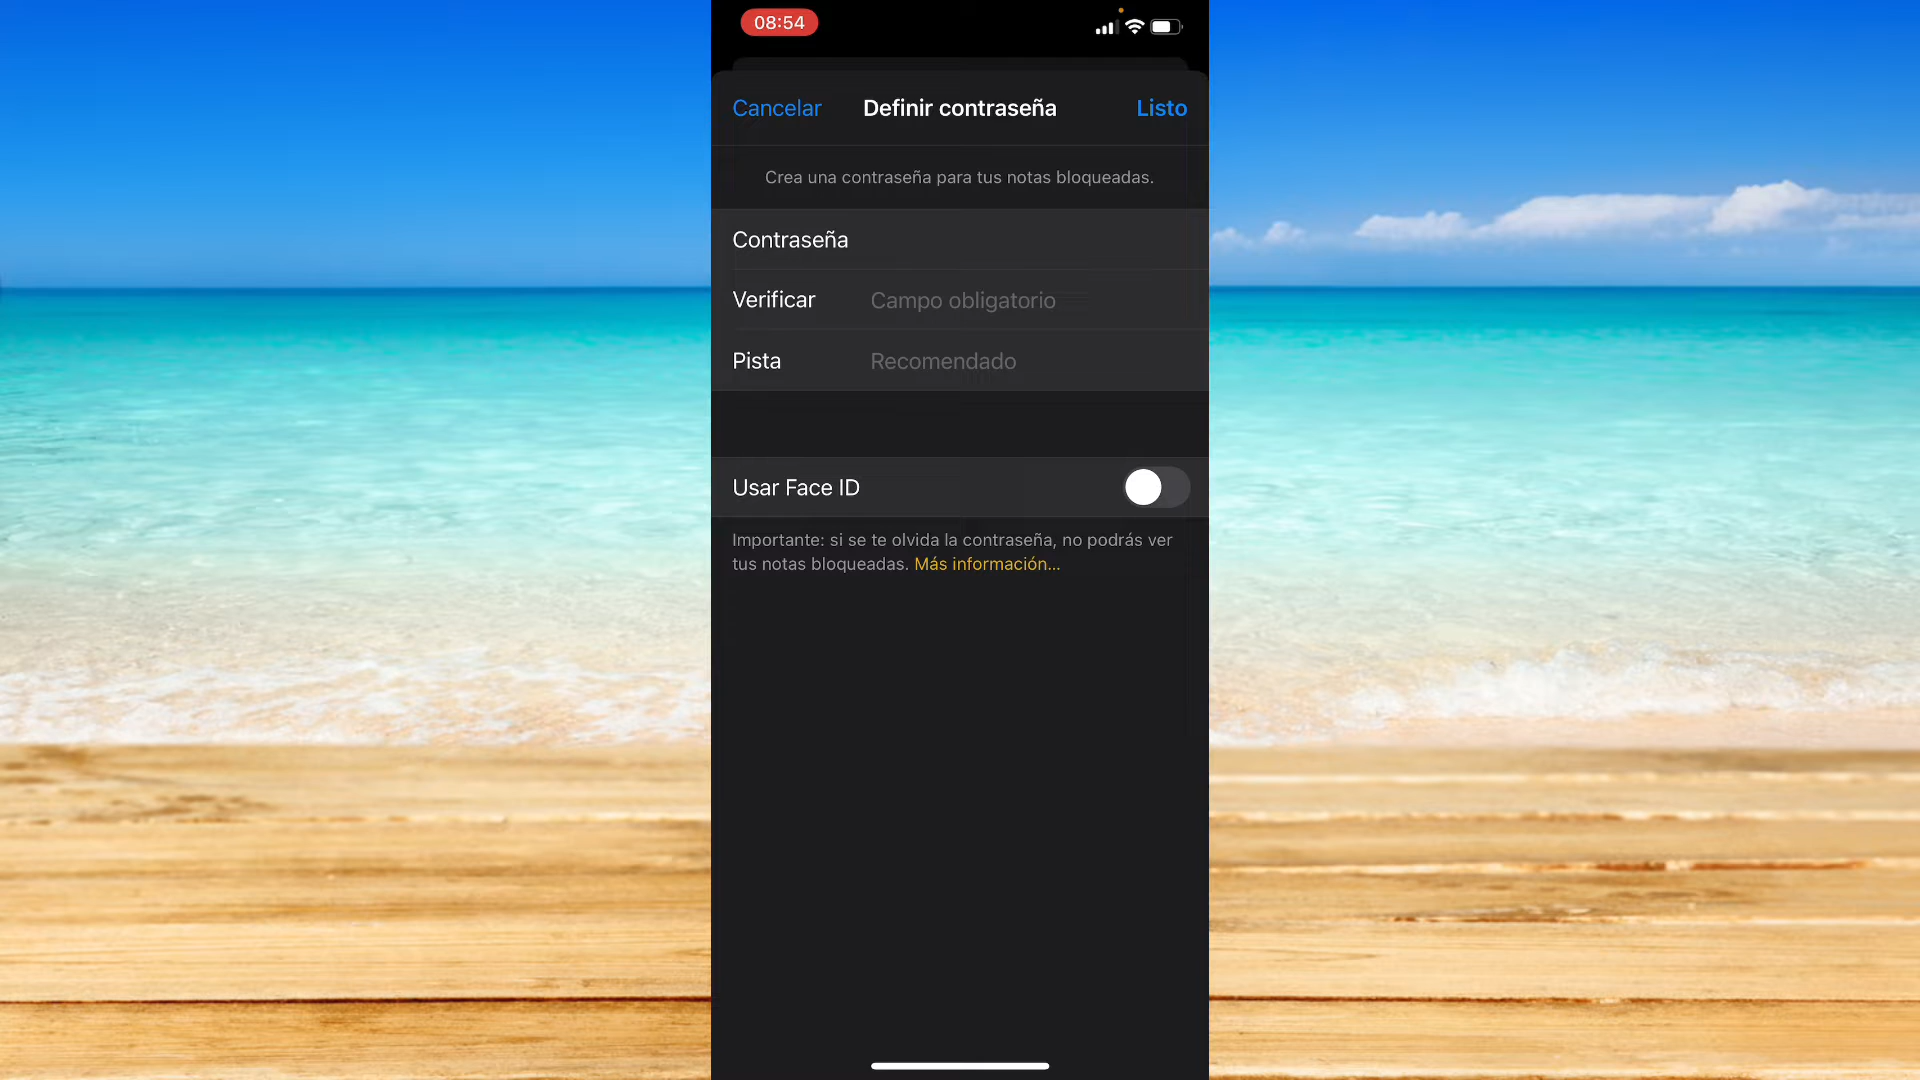 08:54
Cancelar
Definir contraseña
Listo
Crea una contraseña para tus notas bloqueadas.
Contraseña
Verificar Campo obligatorio
Pista Recomendado
Usar Face ID
Importante: si se te olvida la contraseña, no podrás ver
tus notas bloqueadas. Más información...